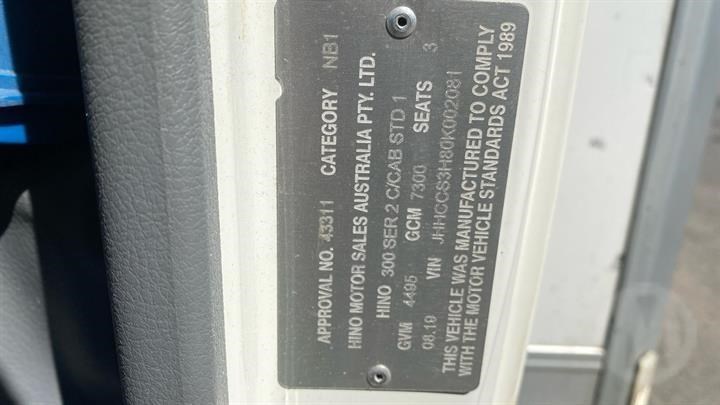 APPROVAL NO. 43311 CATEGORY NB1
HINO MOTOR SALES AUSTRALIA PTY. LTD.
HINO 300 SER 2 C/CAB STD 1
GVM 4495 GCM 7300 SEATS 3
08.19 VIN JHHCCS3H80K002081
THIS VEHICLE WAS MANUFACTURED TO COMPLY
WITH THE MOTOR VEHICLE STANDARDS ACT 1989